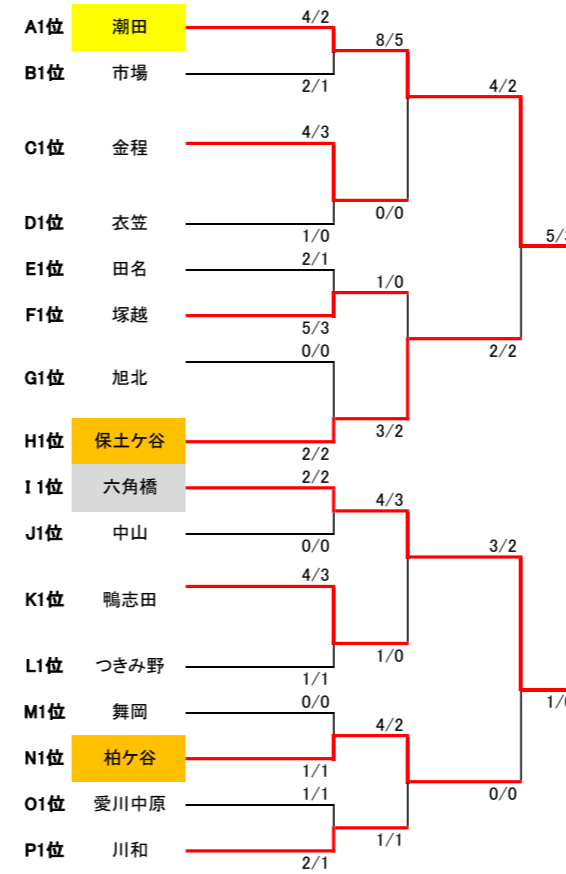 A1位 潮田 4/2
8/5
B1位 市場 2/1
4/2
C1位 金程 4/3
0/0
D1位 衣笠 1/0
5/3
E1位 田名 2/1
1/0
F1位 塚越 5/3
2/2
G1位 旭北 0/0
3/2
H1位 保土ケ谷 2/2
I 1位 六角橋 2/2
4/3
J1位 中山 0/0
3/2
K1位 鴨志田 4/3
1/0
L1位 つきみ野 1/1
1/0
M1位 舞岡 0/0
4/2
N1位 柏ケ谷 1/1
0/0
O1位 愛川中原 1/1
1/1
P1位 川和 2/1